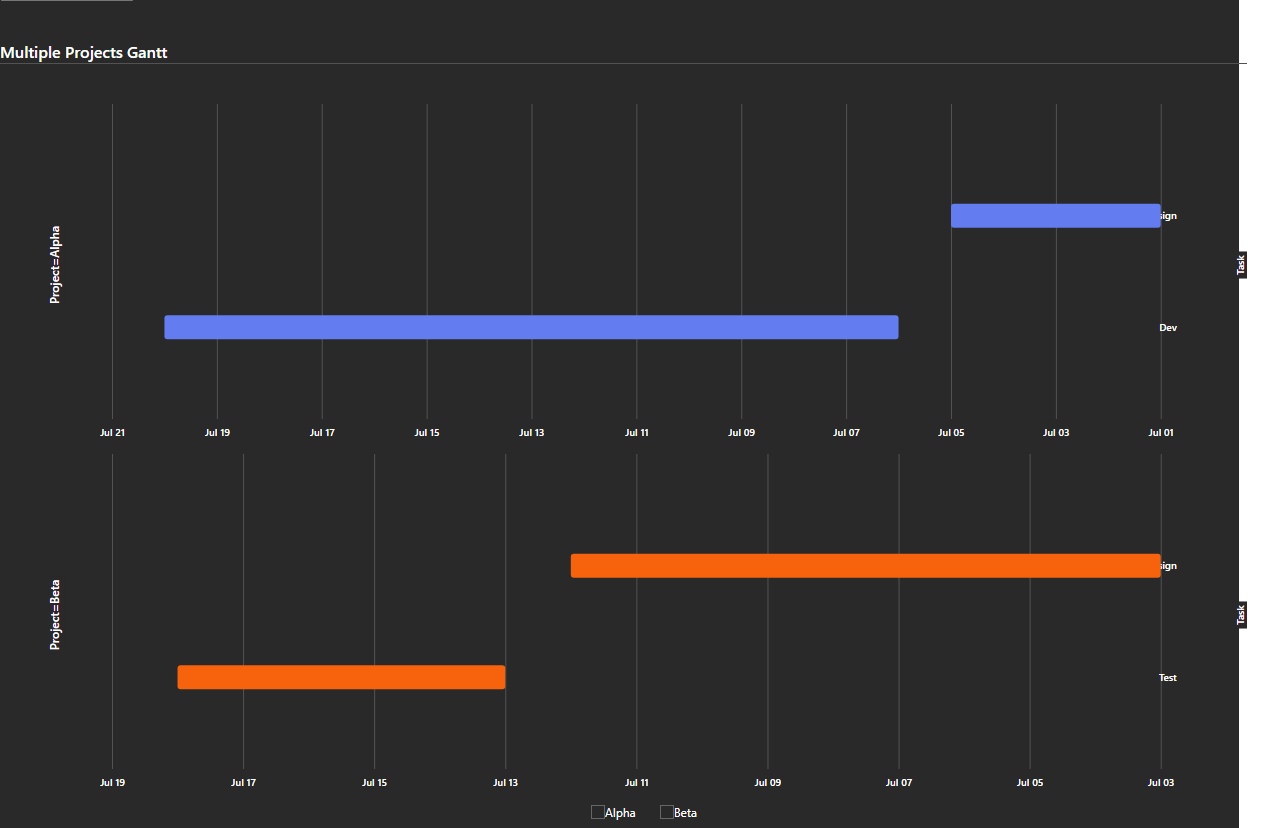 Multiple Projects Gantt
Project=Alpha
sign
Task
Dev
Jul 21 Jul 19 Jul 17 Jul 15 Jul 13 Jul 11 Jul 09 Jul 07 Jul 05 Jul 03 Jul 01
Project=Beta
sign
Task
Test
Jul 19 Jul 17 Jul 15 Jul 13 Jul 11 Jul 09 Jul 07 Jul 05 Jul 03
Alpha Beta